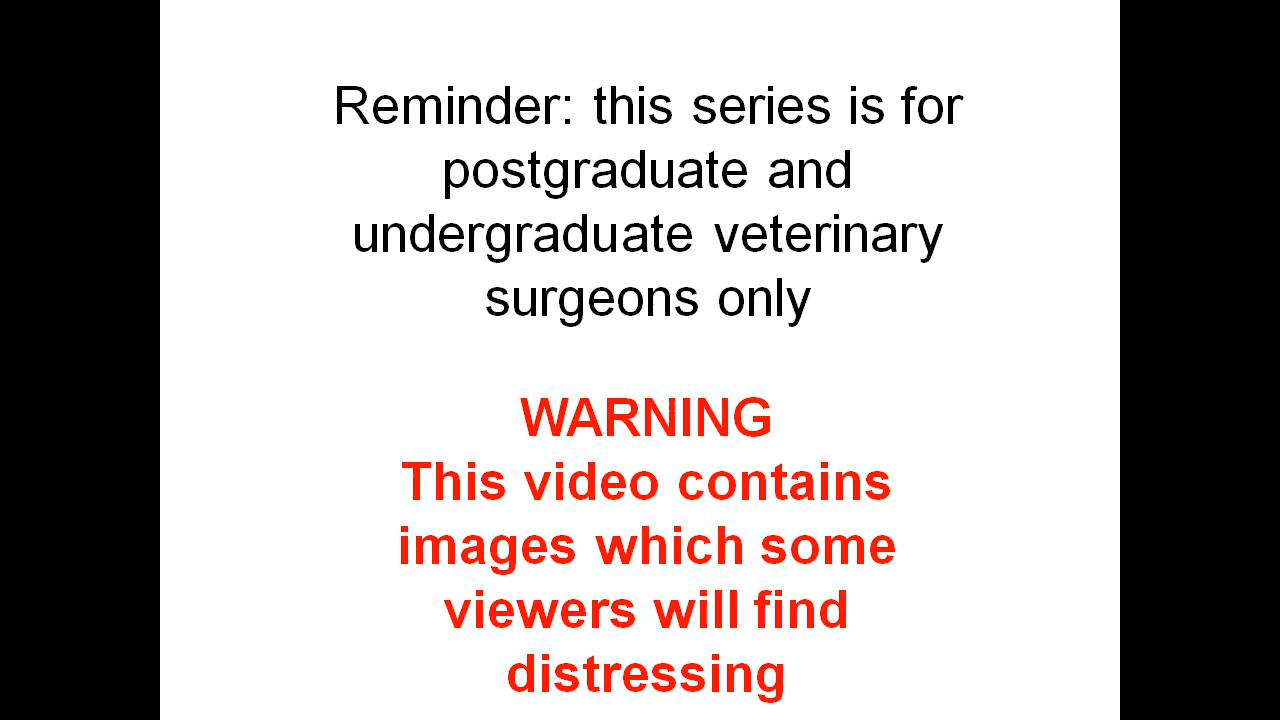 Reminder: this series is for
postgraduate and
undergraduate veterinary
surgeons only
WARNING
This video contains
images which some
viewers will find
distressing